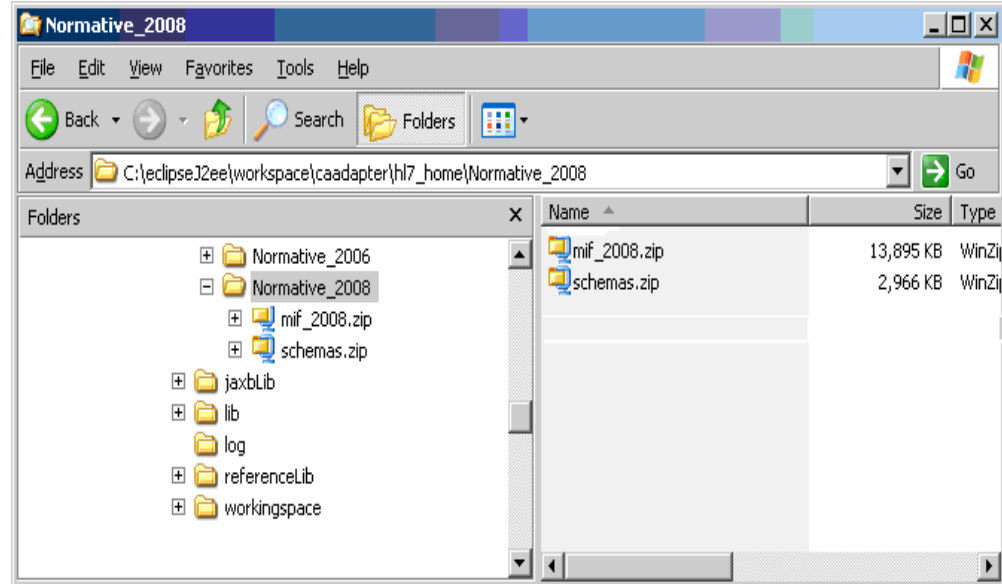 Normative_2008
File Edit View Favorites Tools Help
Back Search Folders
Address C:\eclipseJ2ee\workspace\caadapter\hl7_home\Normative_2008 Go
Folders x
Name Size Type
Normative_2006
Normative_2008
mif_2008.zip
schemas.zip
jaxbLib
lib
log
referenceLib
workingspace
mif_2008.zip 13,895 KB WinZip
schemas.zip 2,966 KB WinZip